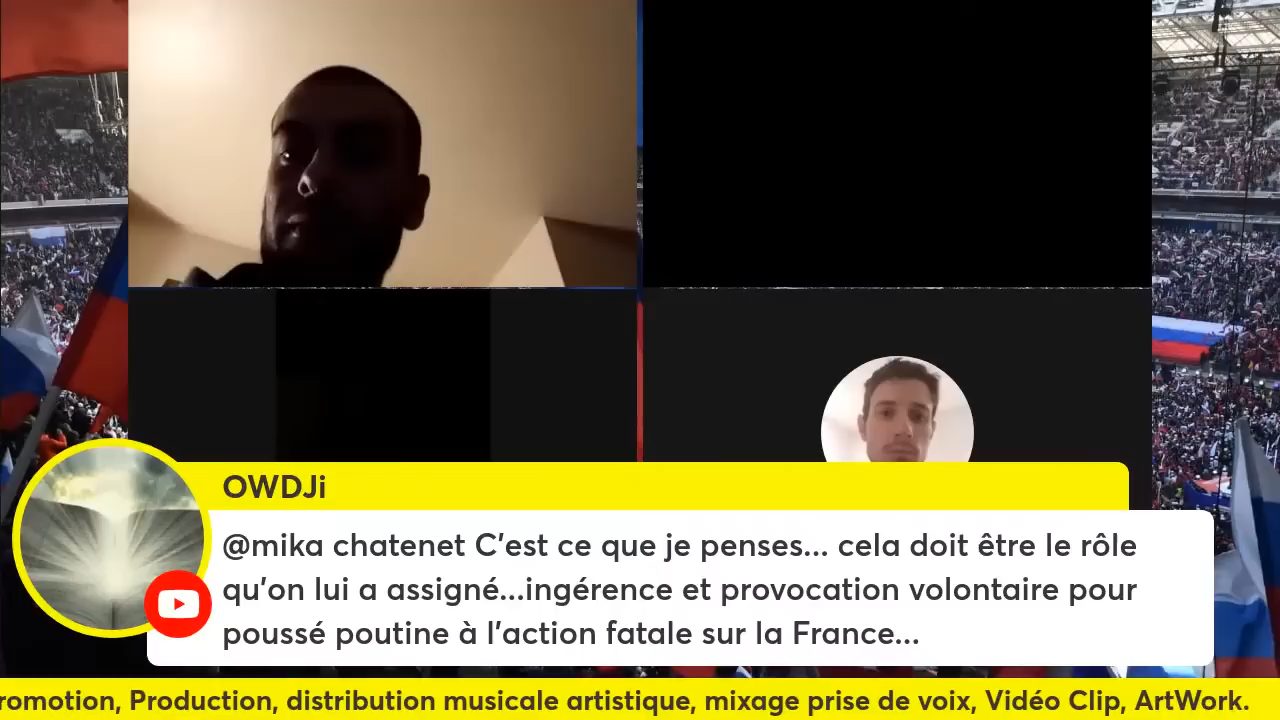 OWDJi
@mika chatenet C'est ce que je penses... cela doit être le rôle
qu'on lui a assigné...ingérence et provocation volontaire pour
poussé poutine à l'action fatale sur la France...
romotion, Production, distribution musicale artistique, mixage prise de voix, Vidéo Clip, ArtWork.